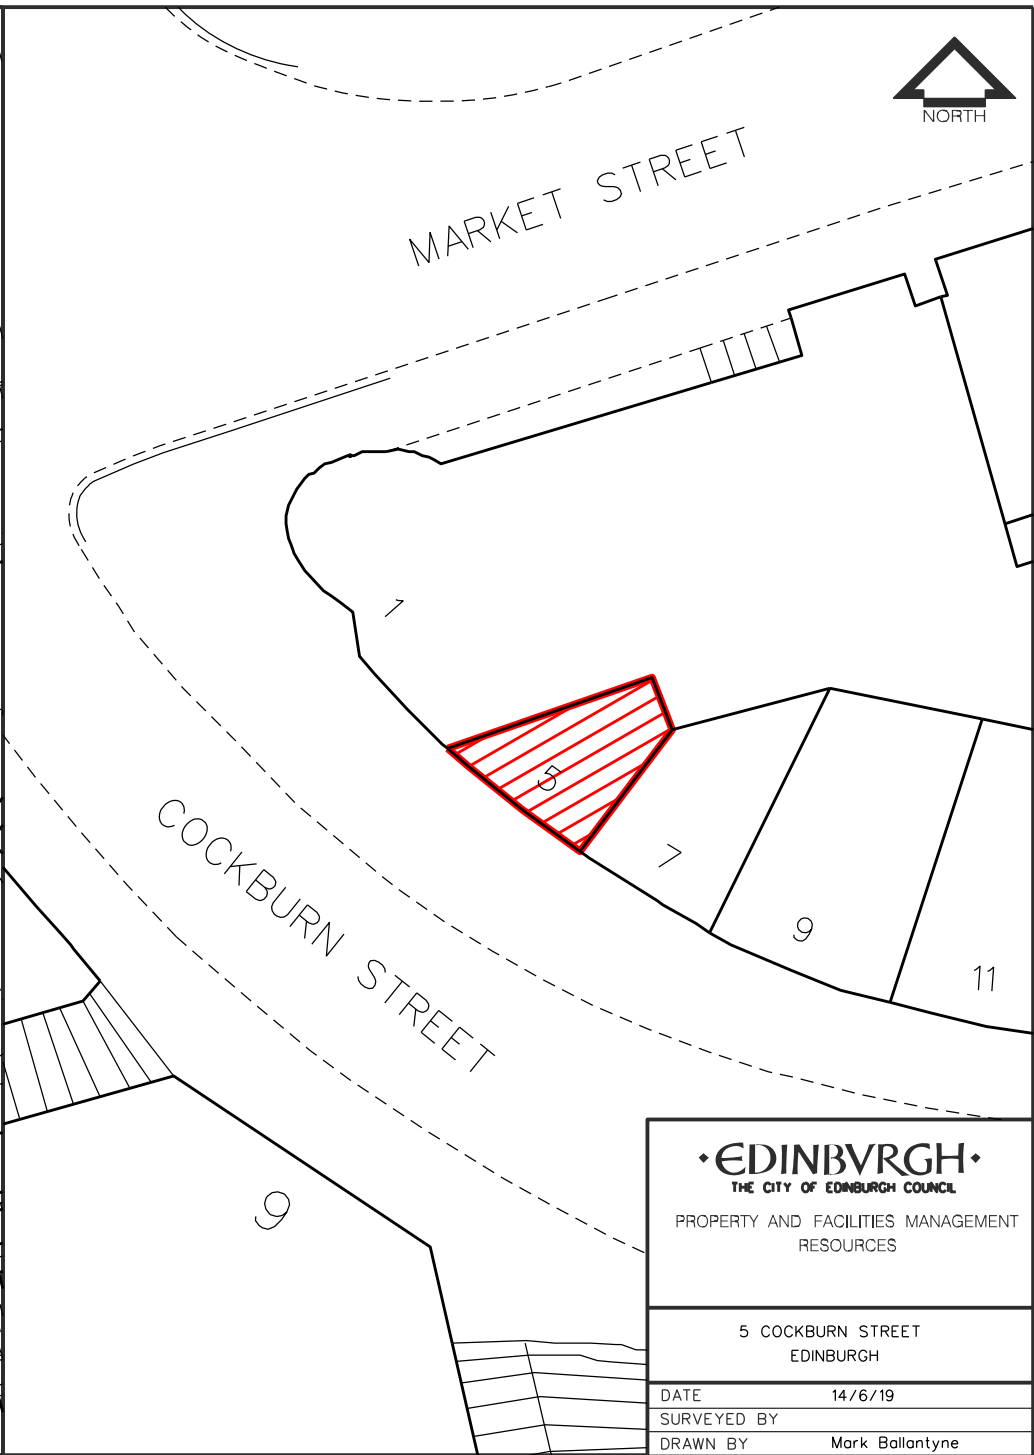 NORTH
MARKET STREET
1
5
7
9
11
COCKBURN STREET
9
·EDINBVRGH·
THE CITY OF EDINBURGH COUNCIL
PROPERTY AND FACILITIES MANAGEMENT
RESOURCES
5 COCKBURN STREET
EDINBURGH
DATE 14/6/19
SURVEYED BY
DRAWN BY Mark Ballantyne